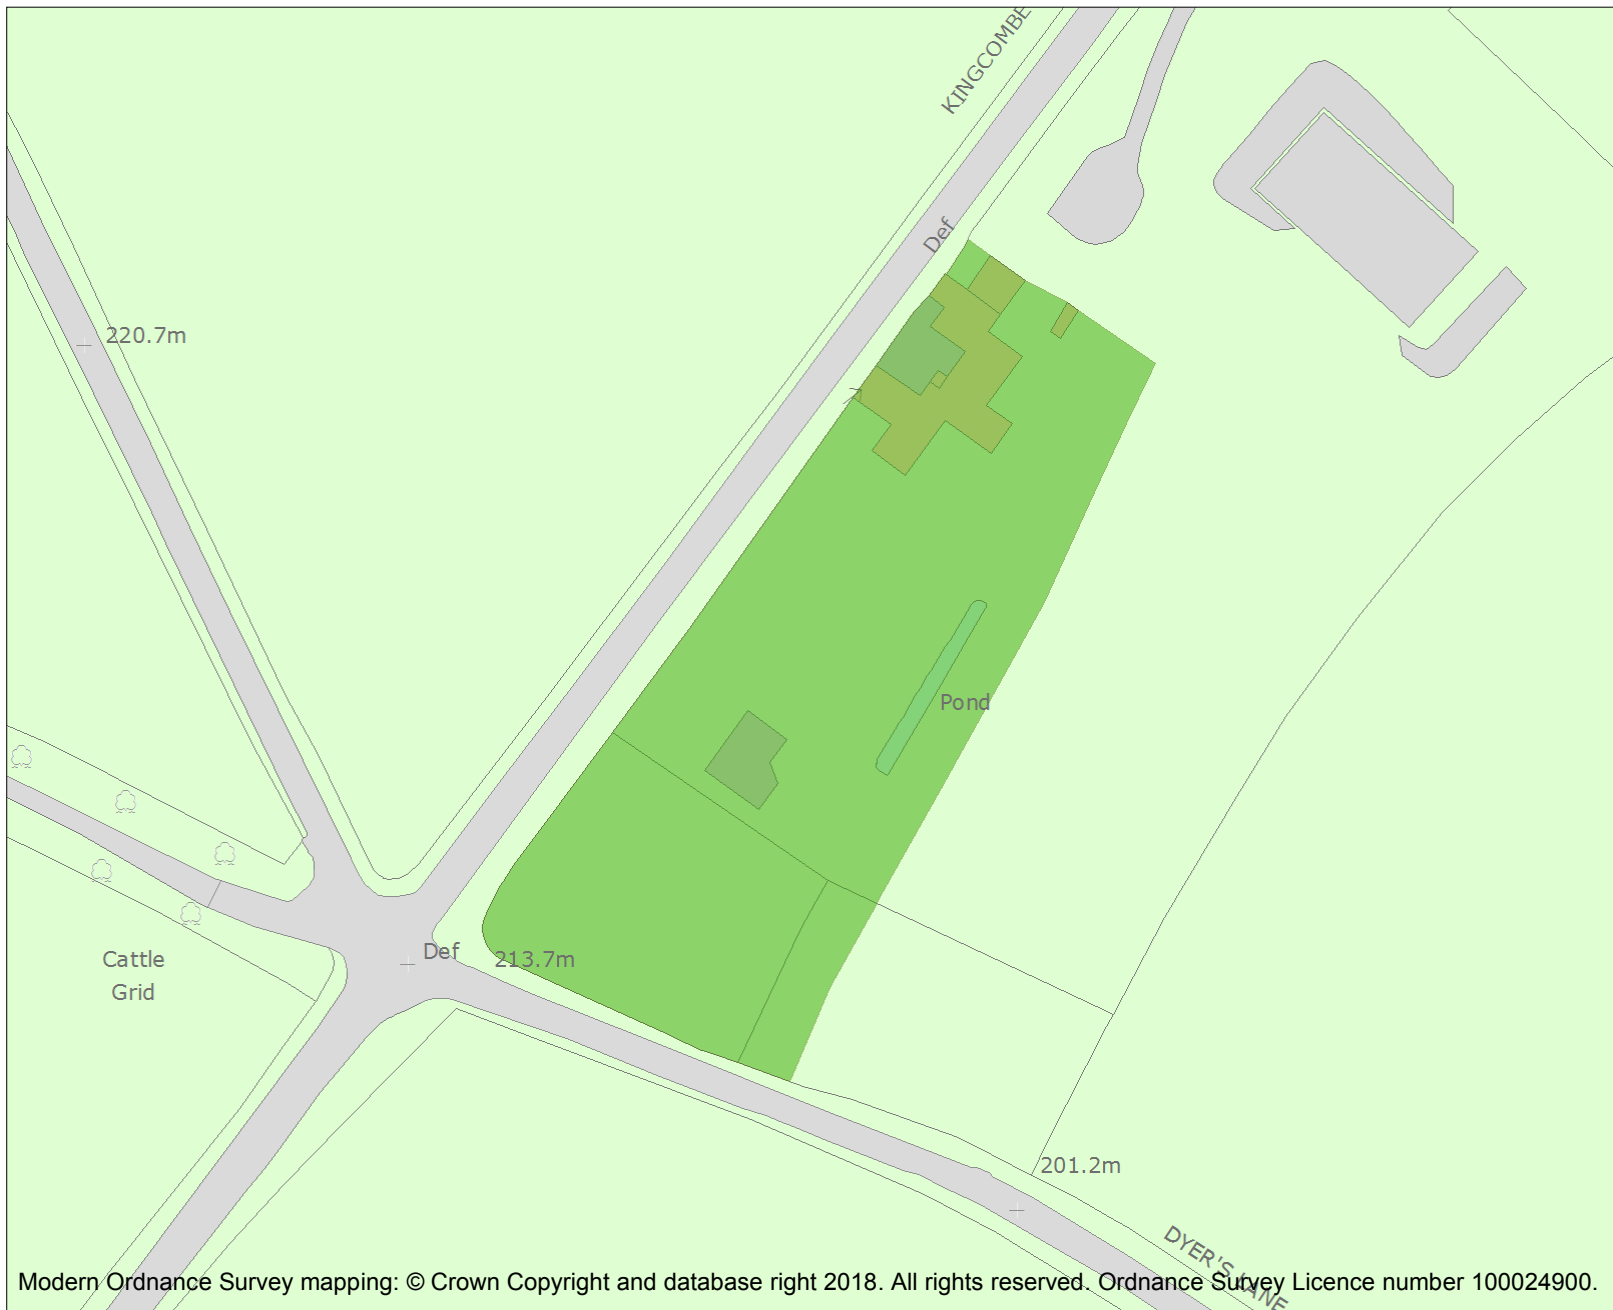 KINGCOMBE
Def
220.7m
Pond
Def
213.7m
Cattle
Grid
201.2m
DYER'S LANE
Modern Ordnance Survey mapping: © Crown Copyright and database right 2018. All rights reserved. Ordnance Survey Licence number 100024900.